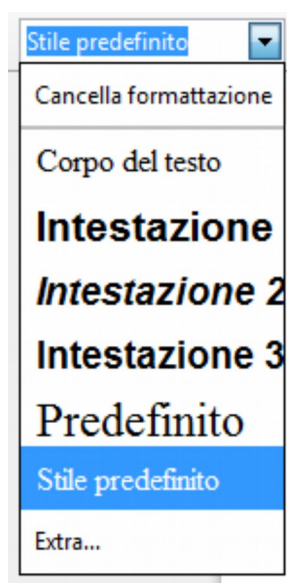 Stile predefinito
Cancella formattazione
Corpo del testo
Intestazione
Intestazione 2
Intestazione 3
Predefinito
Stile predefinito
Extra...